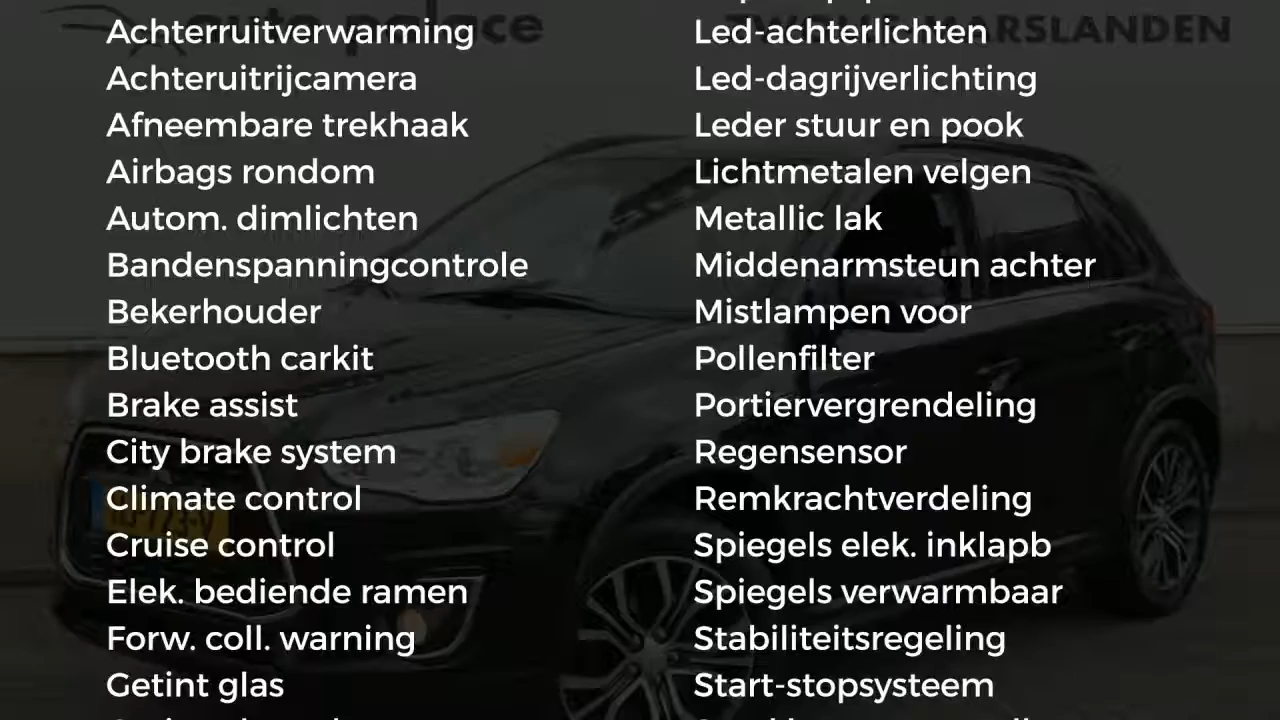 auto palace
ARSLANDEN
Achterruitverwarming
Achteruitrijcamera
Afneembare trekhaak
Airbags rondom
Autom. dimlichten
Bandenspanningcontrole
Bekerhouder
Bluetooth carkit
Brake assist
City brake system
Climate control
Cruise control
Elek. bediende ramen
Forw. coll. warning
Getint glas
Led-achterlichten
Led-dagrijverlichting
Leder stuur en pook
Lichtmetalen velgen
Metallic lak
Middenarmsteun achter
Mistlampen voor
Pollenfilter
Portiervergrendeling
Regensensor
Remkrachtverdeling
Spiegels elek. inklapb
Spiegels verwarmbaar
Stabiliteitsregeling
Start-stopsysteem